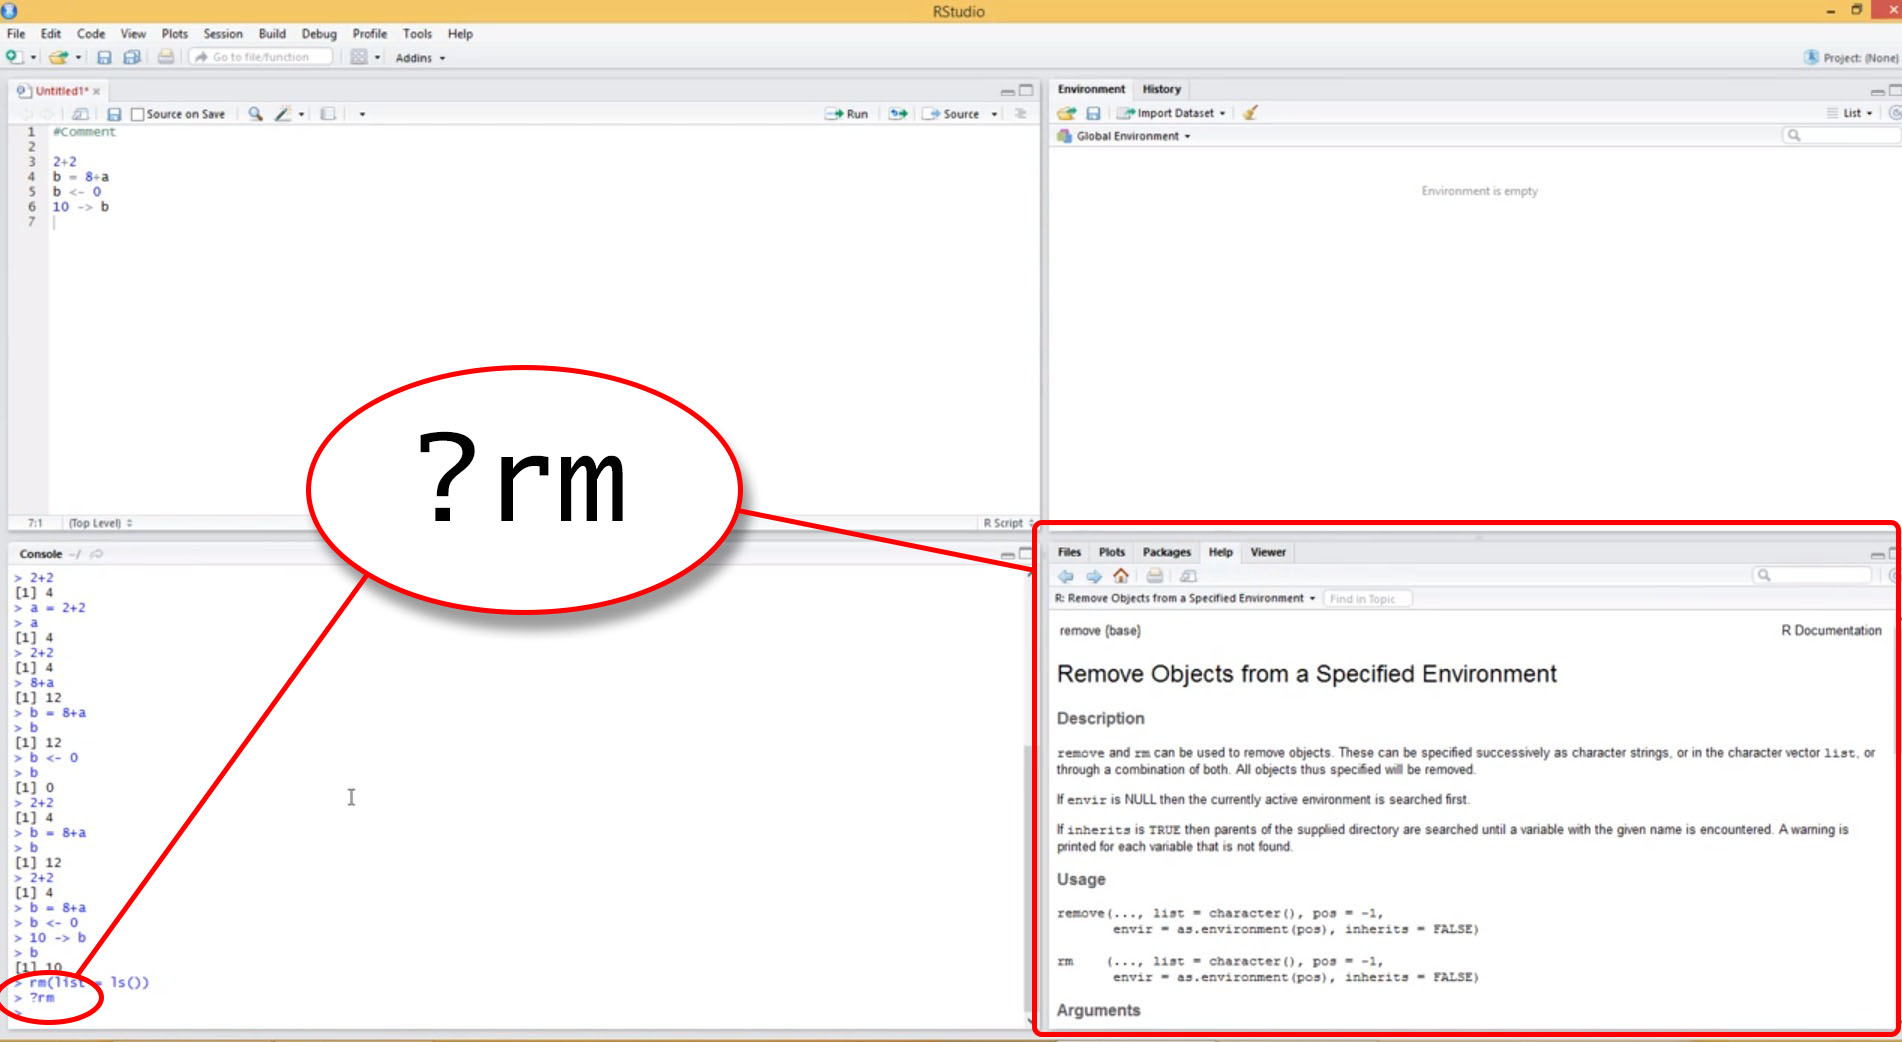 RStudio
File Edit Code View Plots Session Build Debug Profile Tools Help
Go to file/function Addins
Project: (None)
Untitled1*
Source on Save Run Source
1 #Comment
2
3 2+2
4 b = 8+a
5 b <- 0
6 10 -> b
7
7:1 (Top Level) R Script
Environment History
Import Dataset List
Global Environment
Environment is empty
?rm
Console ~/
> 2+2
[1] 4
> a = 2+2
> a
[1] 4
> 2+2
[1] 4
> 8+a
[1] 12
> b = 8+a
> b
[1] 12
> b <- 0
> b
[1] 0
> 2+2
[1] 4
> b = 8+a
> b
[1] 12
> 2+2
[1] 4
> b = 8+a
> b <- 0
> 10 -> b
> b
[1] 10
> rm(list = ls())
> ?rm
>
Files Plots Packages Help Viewer
R: Remove Objects from a Specified Environment Find in Topic
remove {base} R Documentation
Remove Objects from a Specified Environment
Description
remove and rm can be used to remove objects. These can be specified successively as character strings, or in the character vector list, or
through a combination of both. All objects thus specified will be removed.
If envir is NULL then the currently active environment is searched first.
If inherits is TRUE then parents of the supplied directory are searched until a variable with the given name is encountered. A warning is
printed for each variable that is not found.
Usage
remove(..., list = character(), pos = -1,
envir = as.environment(pos), inherits = FALSE)
rm (..., list = character(), pos = -1,
envir = as.environment(pos), inherits = FALSE)
Arguments